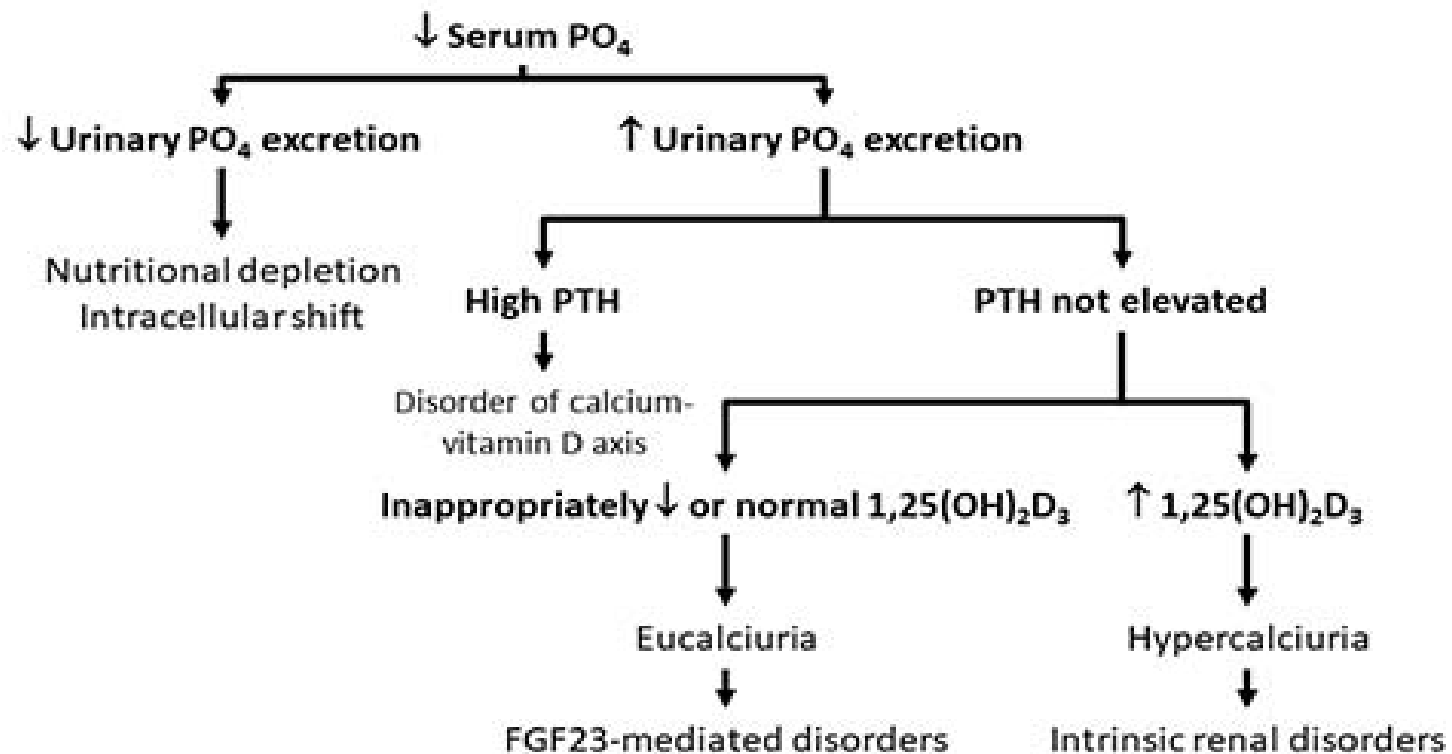 ↓ Serum PO₄
↓ Urinary PO₄ excretion
↑ Urinary PO₄ excretion
Nutritional depletion
Intracellular shift
High PTH
PTH not elevated
Disorder of calcium-
vitamin D axis
Inappropriately ↓ or normal 1,25(OH)₂D₃
↑ 1,25(OH)₂D₃
Eucalciuria
Hypercalciuria
FGF23-mediated disorders
Intrinsic renal disorders